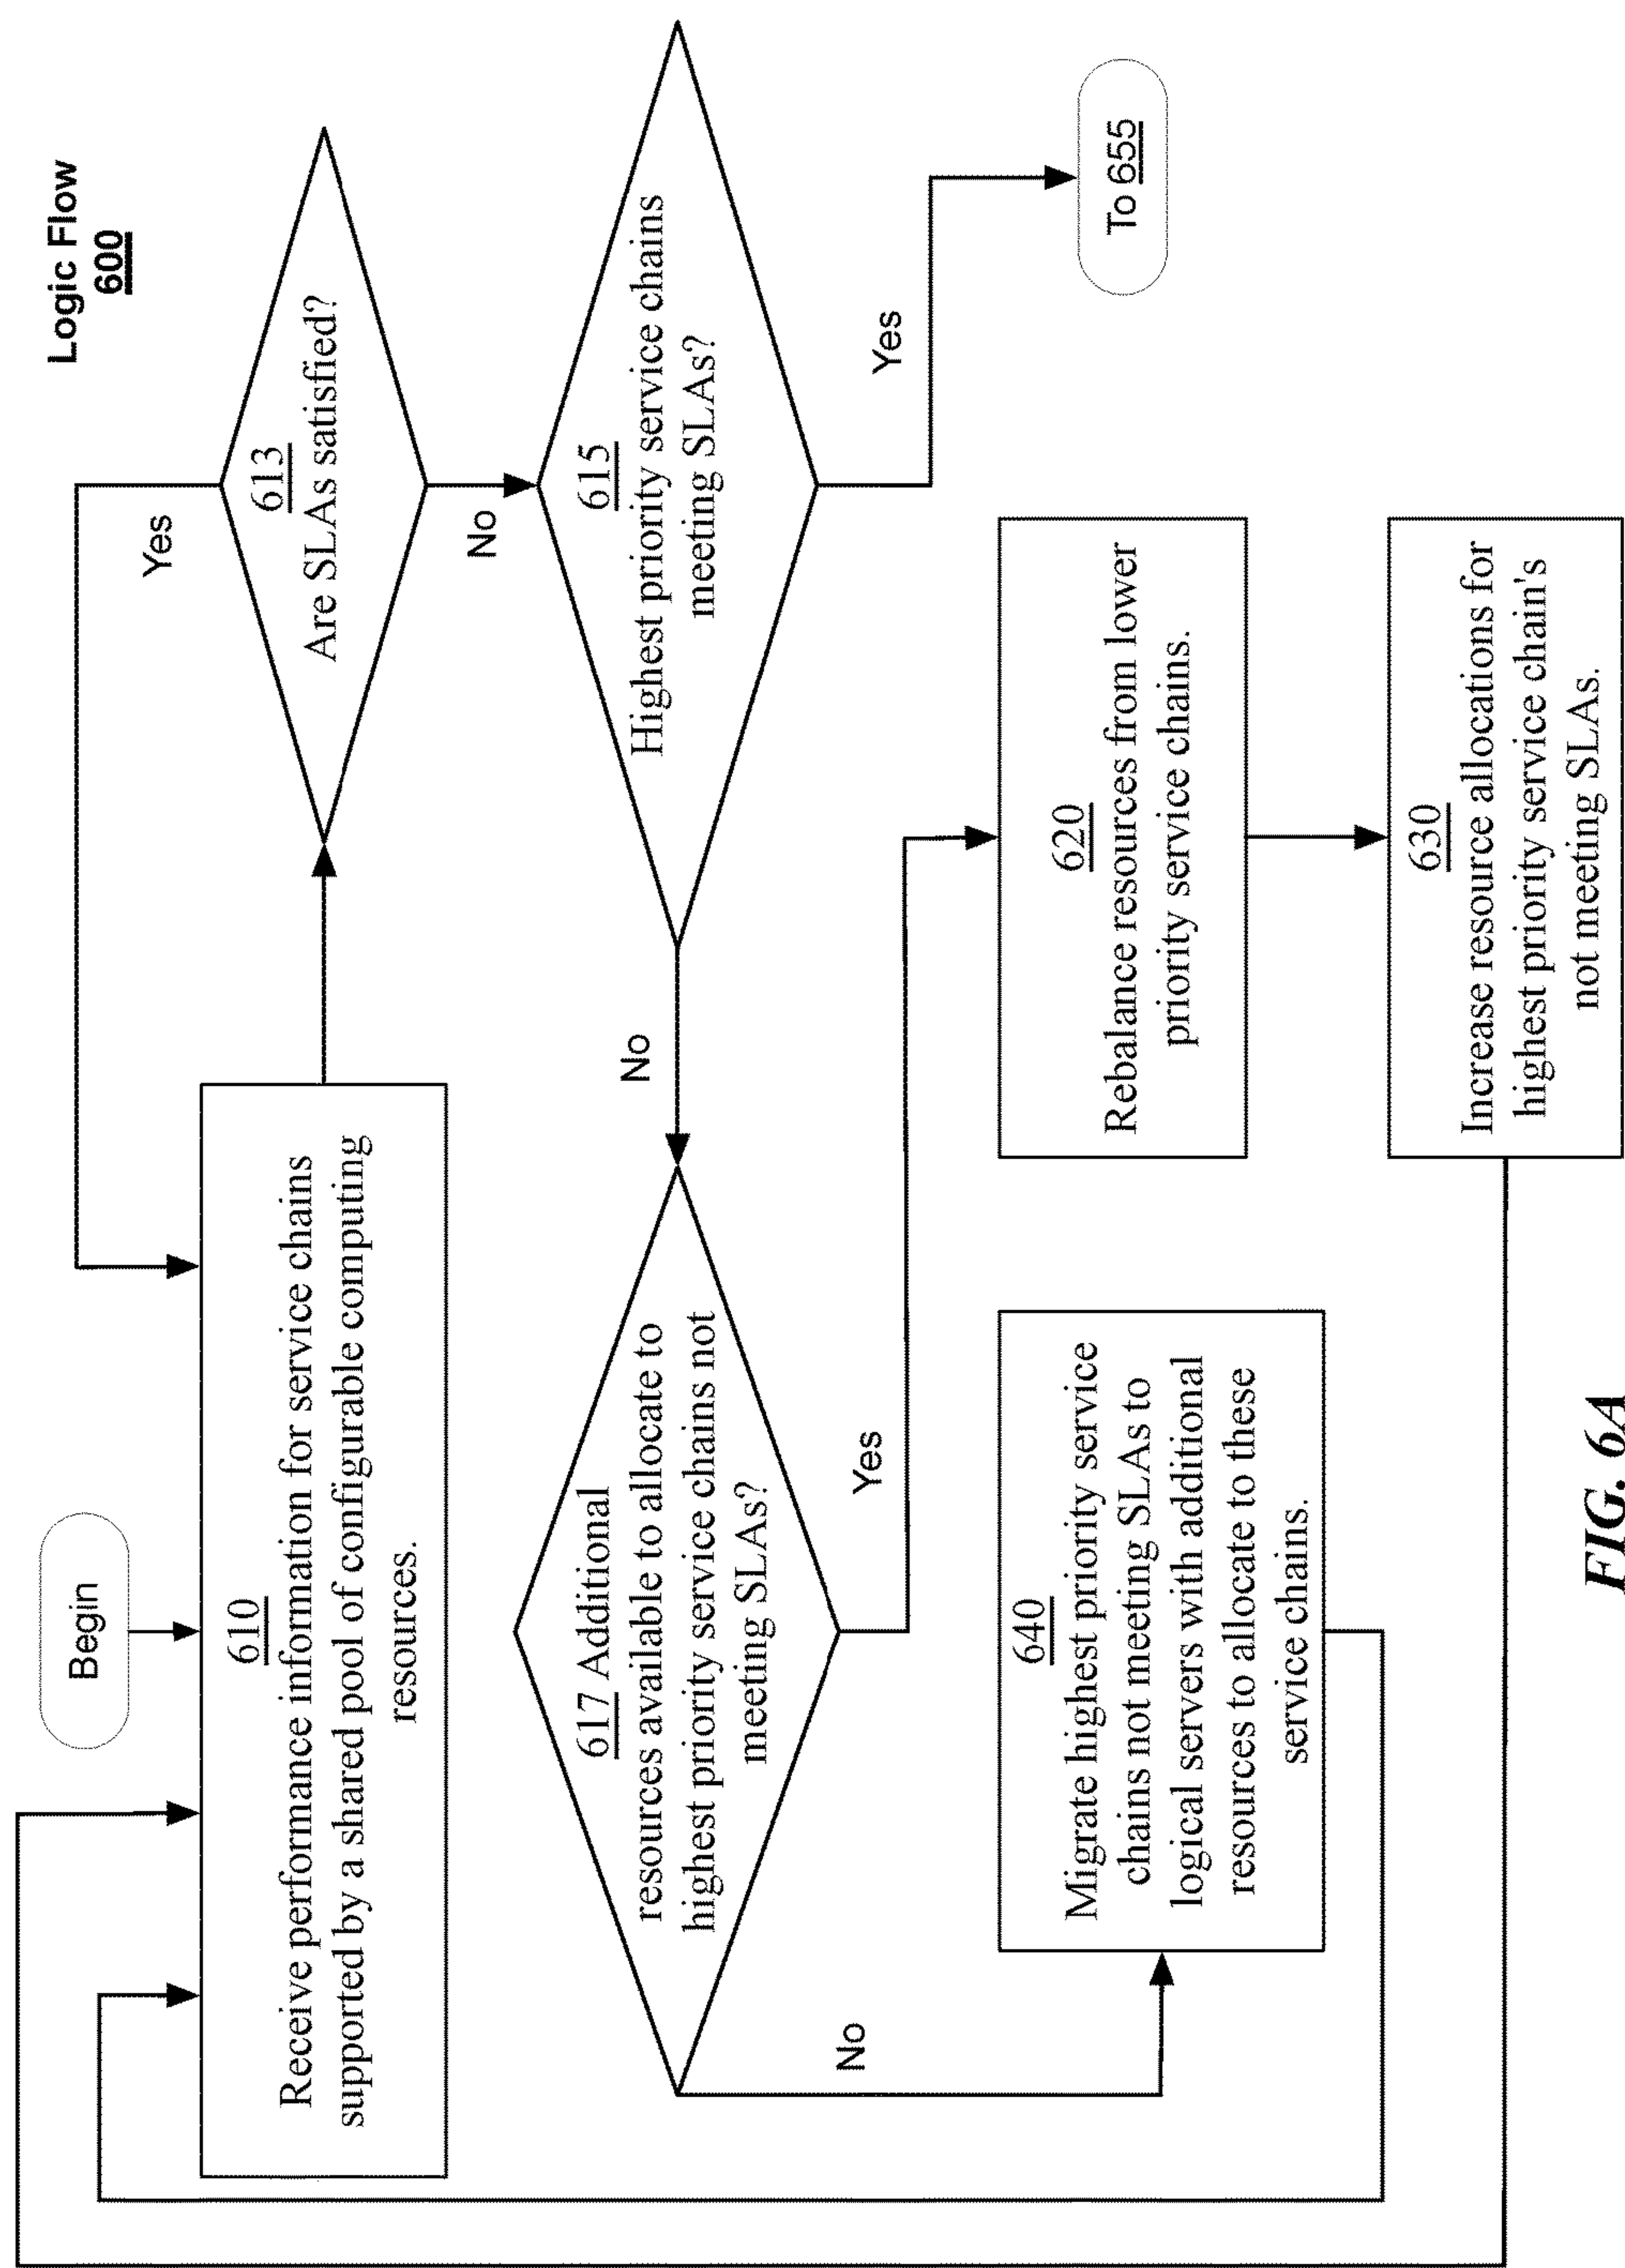 Logic Flow
600
Begin
610
Receive performance information for service chains
supported by a shared pool of configurable computing
resources.
Yes
613
Are SLAs satisfied?
No
615
Highest priority service chains
meeting SLAs?
No
Yes
To 655
617 Additional
resources available to allocate to
highest priority service chains not
meeting SLAs?
Yes
No
620
Rebalance resources from lower
priority service chains.
630
Increase resource allocations for
highest priority service chain's
not meeting SLAs.
640
Migrate highest priority service
chains not meeting SLAs to
logical servers with additional
resources to allocate to these
service chains.
FIG. 6A